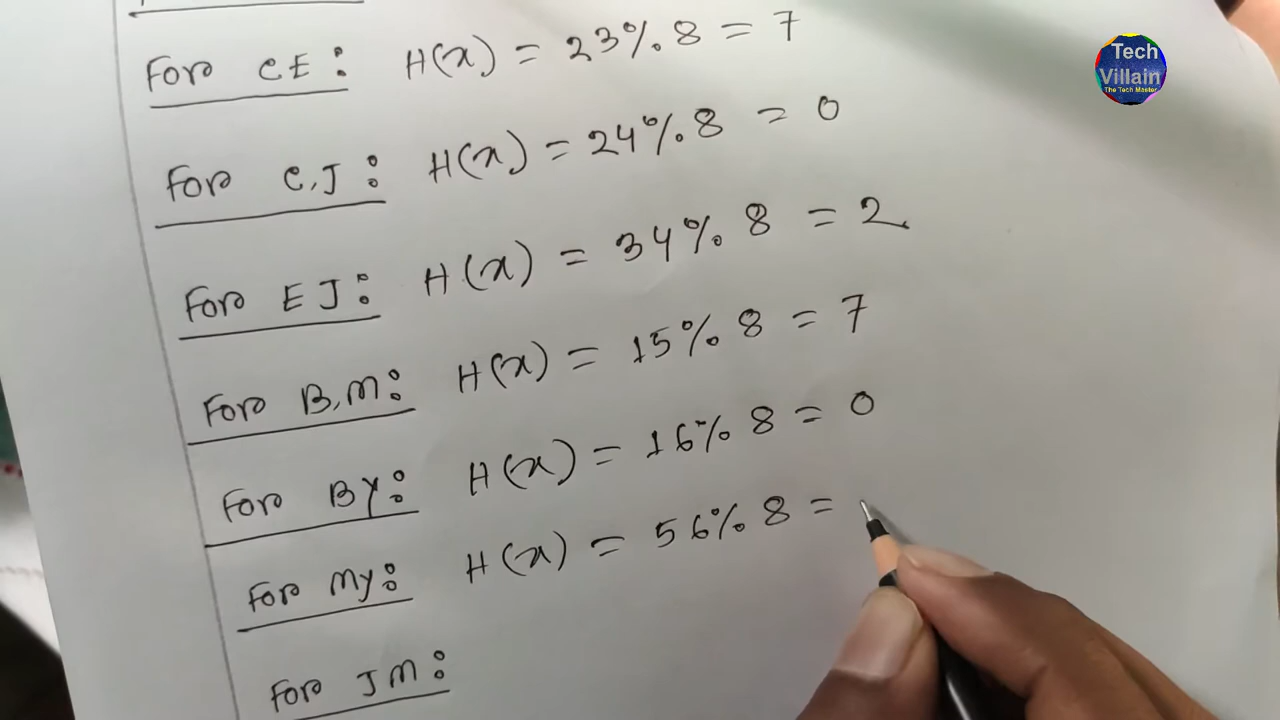 Tech
Villain
The Tech Master
For CE: H(x) = 23% 8 = 7
For C,J: H(x) = 24% 8 = 0
For EJ: H(x) = 34% 8 = 2
For B,M: H(x) = 15% 8 = 7
For BY: H(x) = 16% 8 = 0
For MY: H(x) = 56% 8 =
For JM: